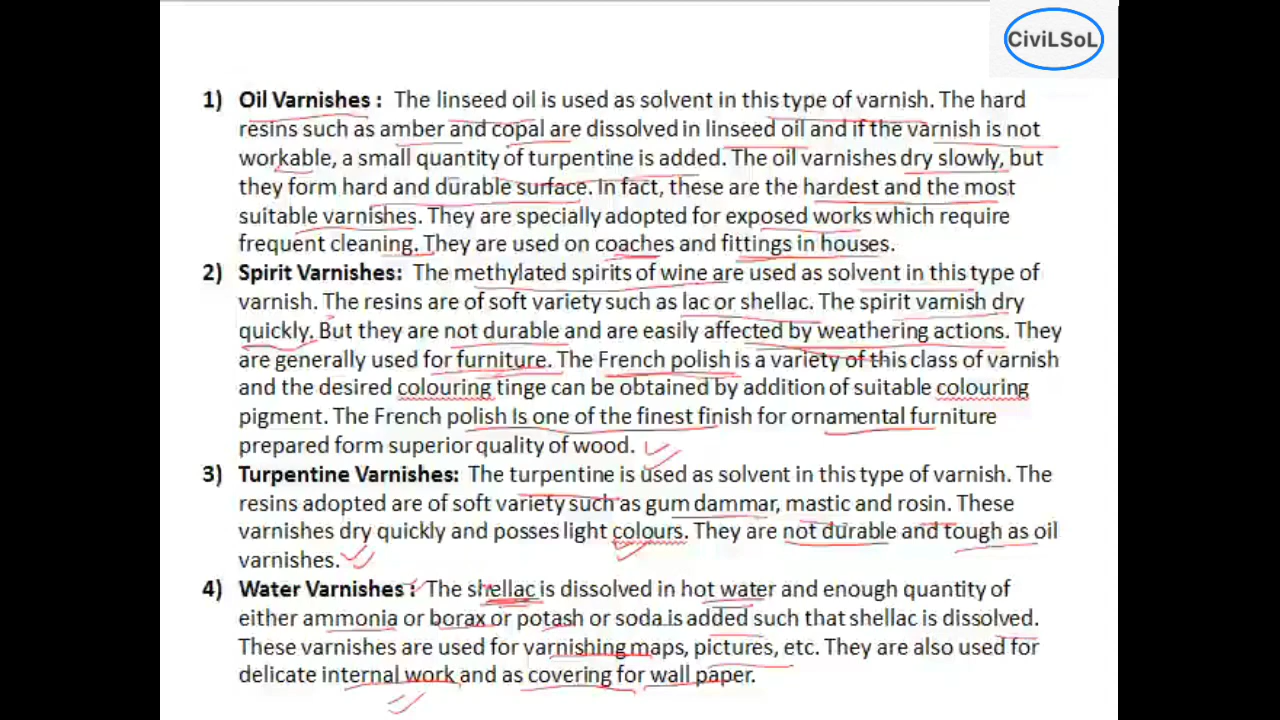 CiviLSoL
1) Oil Varnishes : The linseed oil is used as solvent in this type of varnish. The hard
resins such as amber and copal are dissolved in linseed oil and if the varnish is not
workable, a small quantity of turpentine is added. The oil varnishes dry slowly, but
they form hard and durable surface. In fact, these are the hardest and the most
suitable varnishes. They are specially adopted for exposed works which require
frequent cleaning. They are used on coaches and fittings in houses.
2) Spirit Varnishes: The methylated spirits of wine are used as solvent in this type of
varnish. The resins are of soft variety such as lac or shellac. The spirit varnish dry
quickly. But they are not durable and are easily affected by weathering actions. They
are generally used for furniture. The French polish is a variety of this class of varnish
and the desired colouring tinge can be obtained by addition of suitable colouring
pigment. The French polish Is one of the finest finish for ornamental furniture
prepared form superior quality of wood.
3) Turpentine Varnishes: The turpentine is used as solvent in this type of varnish. The
resins adopted are of soft variety such as gum dammar, mastic and rosin. These
varnishes dry quickly and posses light colours. They are not durable and tough as oil
varnishes.
4) Water Varnishes : The shellac is dissolved in hot water and enough quantity of
either ammonia or borax or potash or soda is added such that shellac is dissolved.
These varnishes are used for varnishing maps, pictures, etc. They are also used for
delicate internal work and as covering for wall paper.